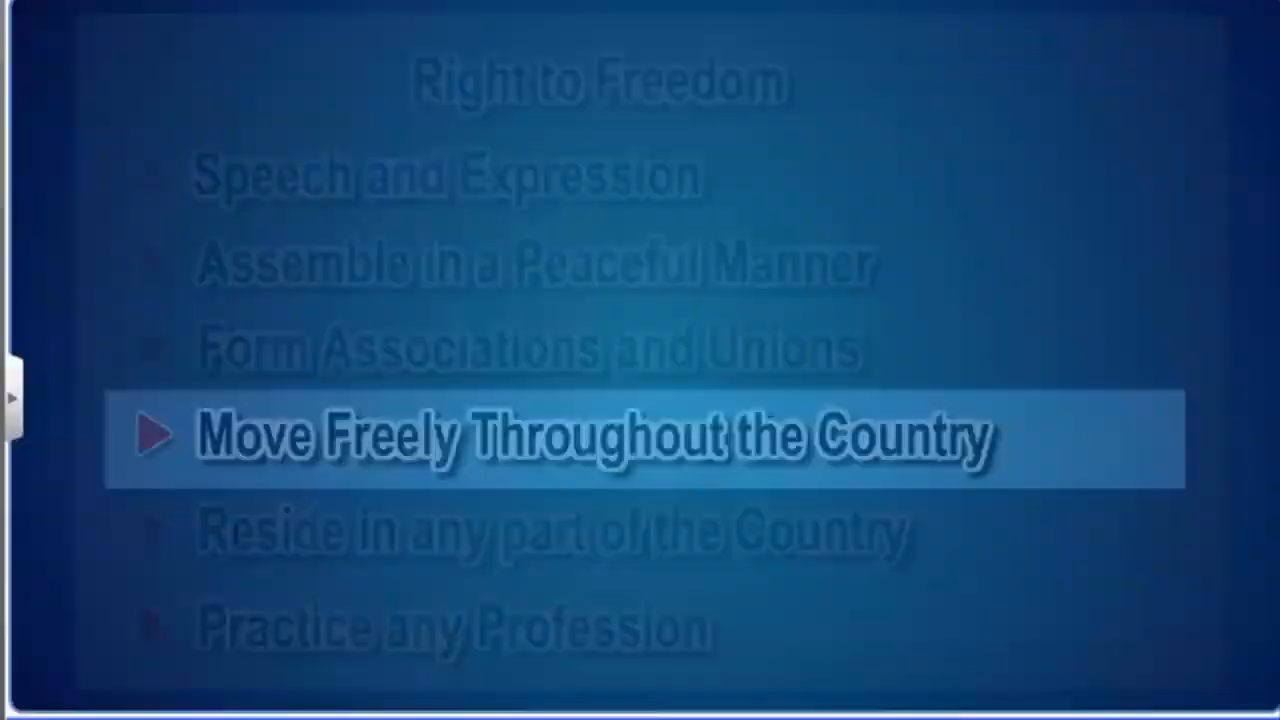 Right to Freedom
Speech and Expression
Assemble in a Peaceful Manner
Form Associations and Unions
Move Freely Throughout the Country
Reside in any part of the Country
Practice any Profession